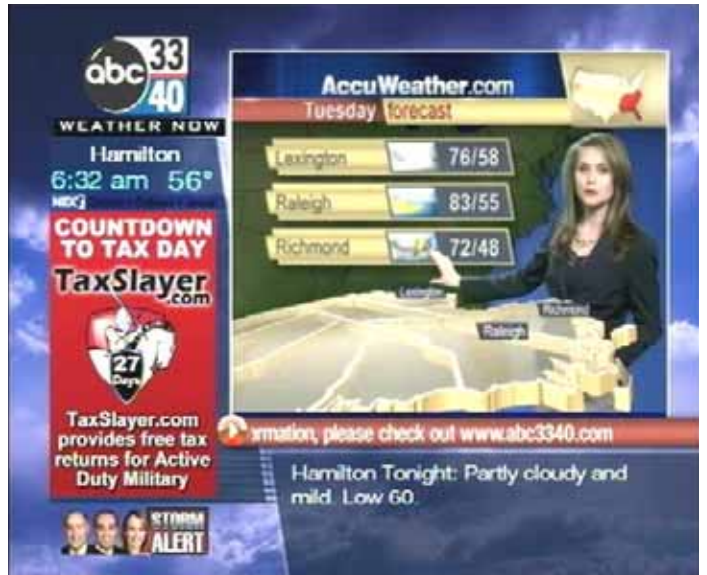 abc 33
40
WEATHER NOW
Hamilton
6:32 am 56°
COUNTDOWN
TO TAX DAY
TaxSlayer
.com
27
Days
TaxSlayer.com
provides free tax
returns for Active
Duty Military
STORM
ALERT
AccuWeather.com
Tuesday forecast
Lexington 76/58
Raleigh 83/55
Richmond 72/48
Lexington
Richmond
Raleigh
rmation, please check out www.abc3340.com
Hamilton Tonight: Partly cloudy and
mild. Low 60.